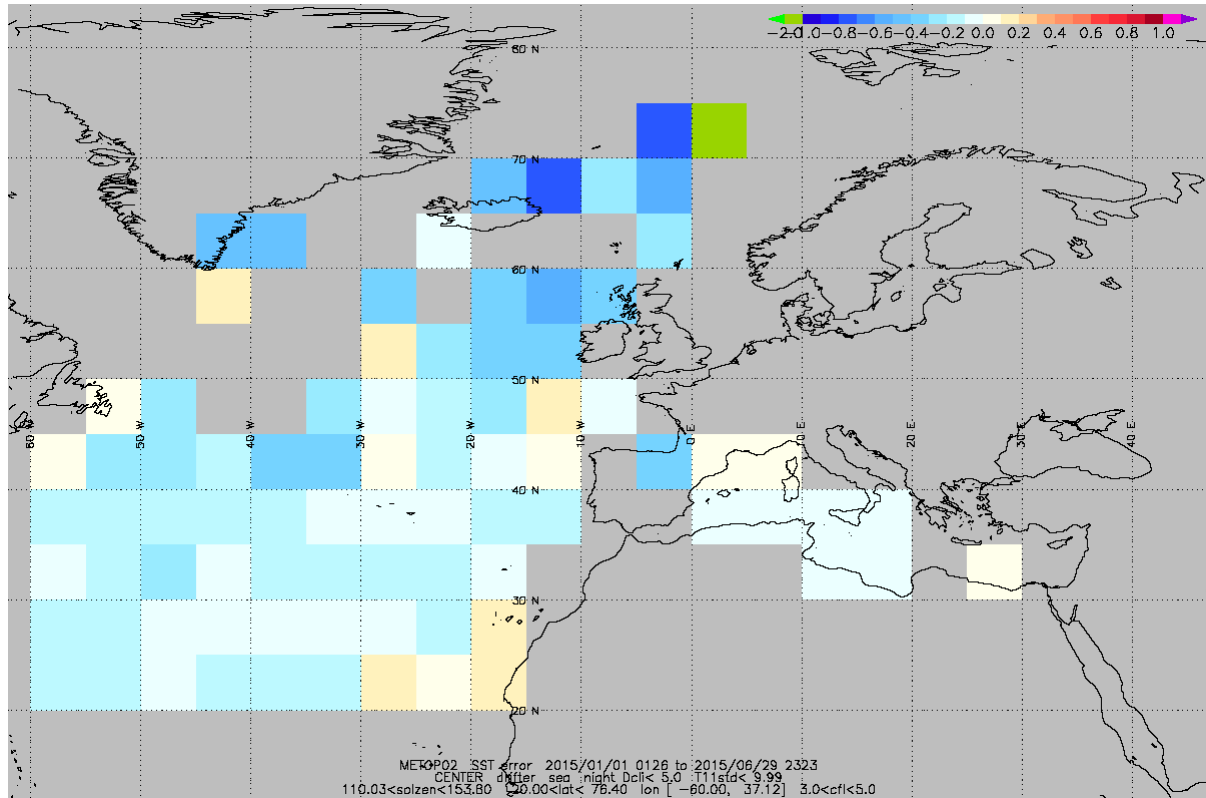 -2.0 -1.0 -0.8 -0.6 -0.4 -0.2 0.0 0.2 0.4 0.6 0.8 1.0
80 N
70 N
60 N
50 N
60 W 50 W 40 W 30 W 20 W 10 W 0 E 10 E 20 E 30 E 40 E
40 N
30 N
20 N
METOP02 SST error 2015/01/01 0126 to 2015/06/29 2323
CENTER drifter sea night Dcli< 5.0 T11std< 9.99
110.03<solzen<153.80 20.00<lat< 76.40 lon [ -60.00, 37.12] 3.0<cfl<5.0